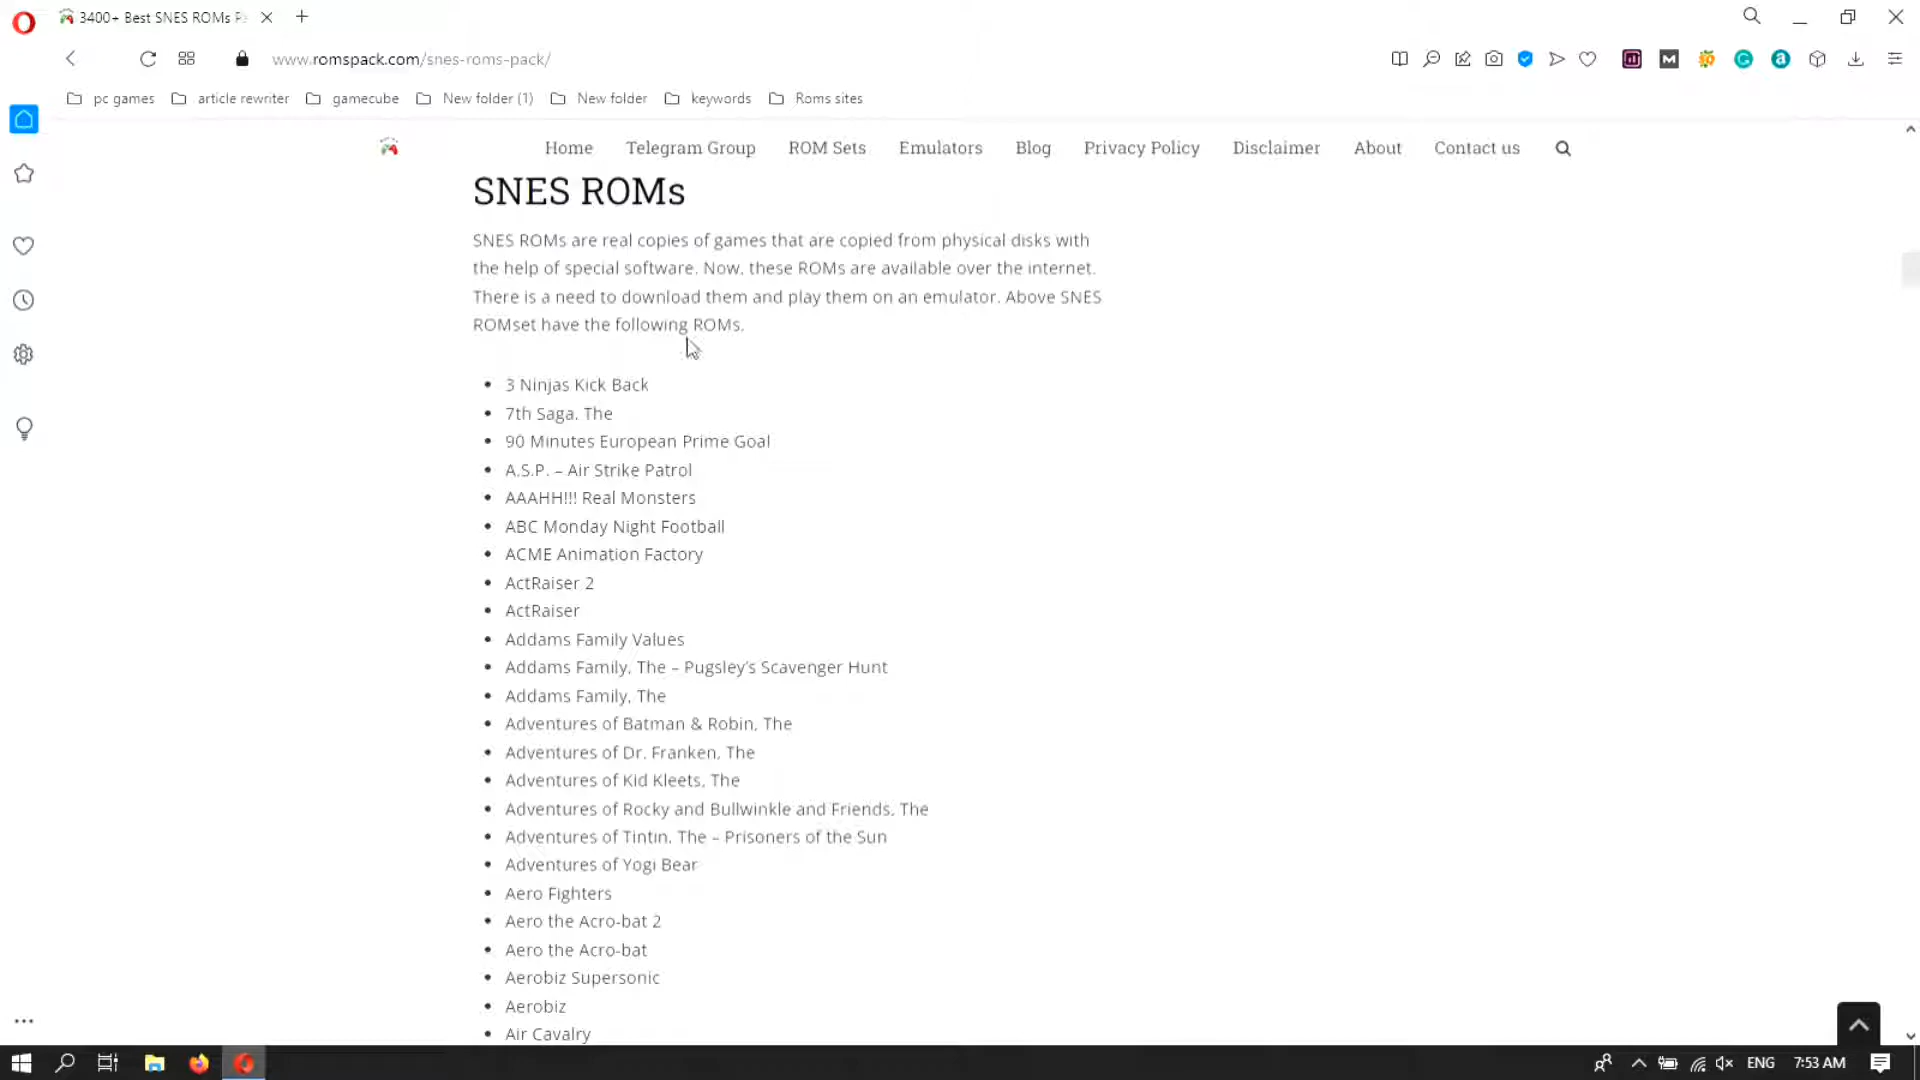 3400+ Best SNES ROMs P
www.romspack.com/snes-roms-pack/
pc games
article rewriter
gamecube
New folder (1)
New folder
keywords
Roms sites
Home
Telegram Group
ROM Sets
Emulators
Blog
Privacy Policy
Disclaimer
About
Contact us
SNES ROMs
SNES ROMs are real copies of games that are copied from physical disks with
the help of special software. Now, these ROMs are available over the internet.
There is a need to download them and play them on an emulator. Above SNES
ROMset have the following ROMs.
3 Ninjas Kick Back
7th Saga, The
90 Minutes European Prime Goal
A.S.P. – Air Strike Patrol
AAAHH!!! Real Monsters
ABC Monday Night Football
ACME Animation Factory
ActRaiser 2
ActRaiser
Addams Family Values
Addams Family, The – Pugsley's Scavenger Hunt
Addams Family, The
Adventures of Batman & Robin, The
Adventures of Dr. Franken, The
Adventures of Kid Kleets, The
Adventures of Rocky and Bullwinkle and Friends, The
Adventures of Tintin, The – Prisoners of the Sun
Adventures of Yogi Bear
Aero Fighters
Aero the Acro-bat 2
Aero the Acro-bat
Aerobiz Supersonic
Aerobiz
Air Cavalry
ENG
7:53 AM